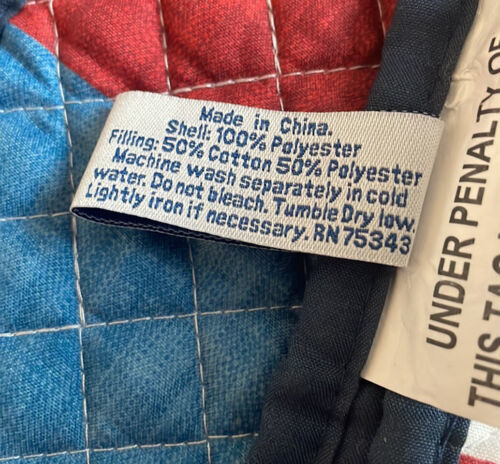 Made in China.
Shell: 100% Polyester
Filling: 50% Cotton 50% Polyester
Machine wash separately in cold
water. Do not bleach. Tumble Dry low.
Lightly iron if necessary. RN 75343
UNDER PENALTY OF
THIS TAG